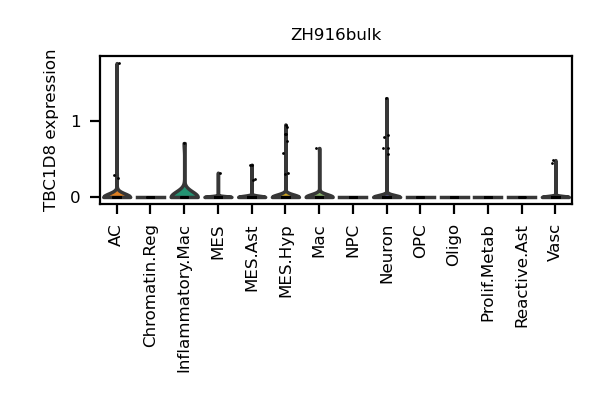 ZH916bulk
TBC1D8 expression
1
0
AC
Chromatin.Reg
Inflammatory.Mac
MES
MES.Ast
MES.Hyp
Mac
NPC
Neuron
OPC
Oligo
Prolif.Metab
Reactive.Ast
Vasc